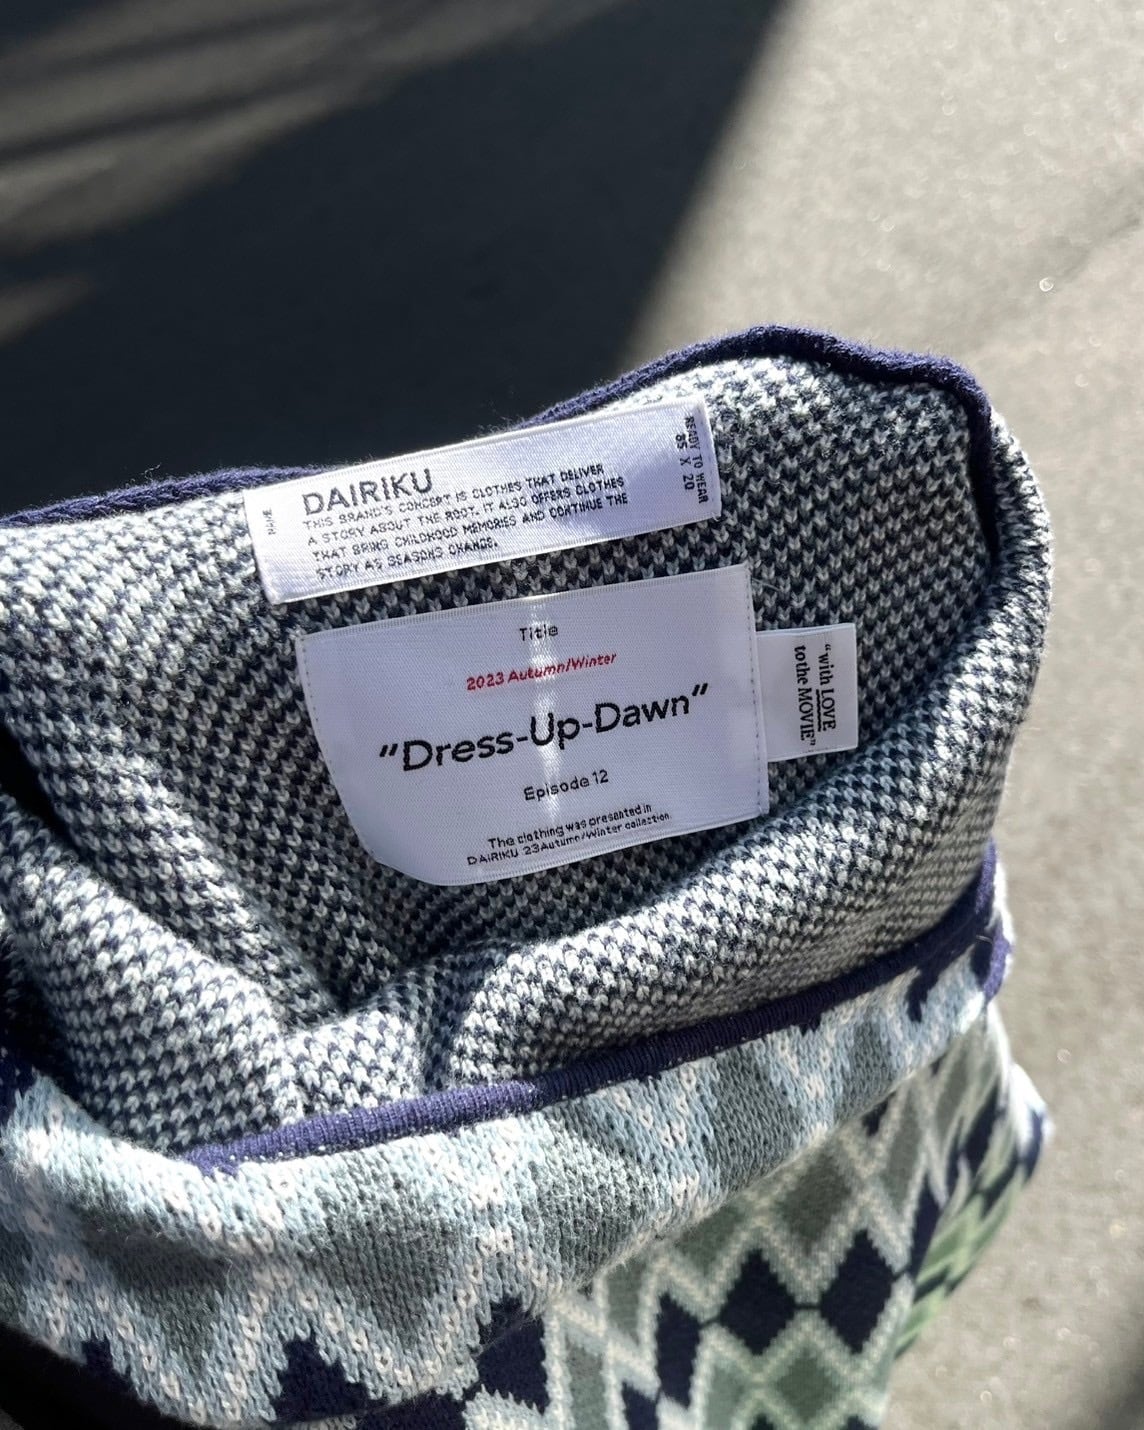 NAME
DAIRIKU
THIS BRAND'S CONCEPT IS CLOTHES THAT DELIVER
A STORY ABOUT THE ROOT. IT ALSO OFFERS CLOTHES
THAT BRING CHILDHOOD MEMORIES AND CONTINUE THE
STORY AS SEASONS CHANGE.
READY TO WEAR
85 X 20
Title
2023 Autumn/Winter
“Dress-Up-Dawn“
Episode 12
The clothing was presented in
DAIRIKU 23Autumn/Winter collection.
“with LOVE
tothe MOVIE”